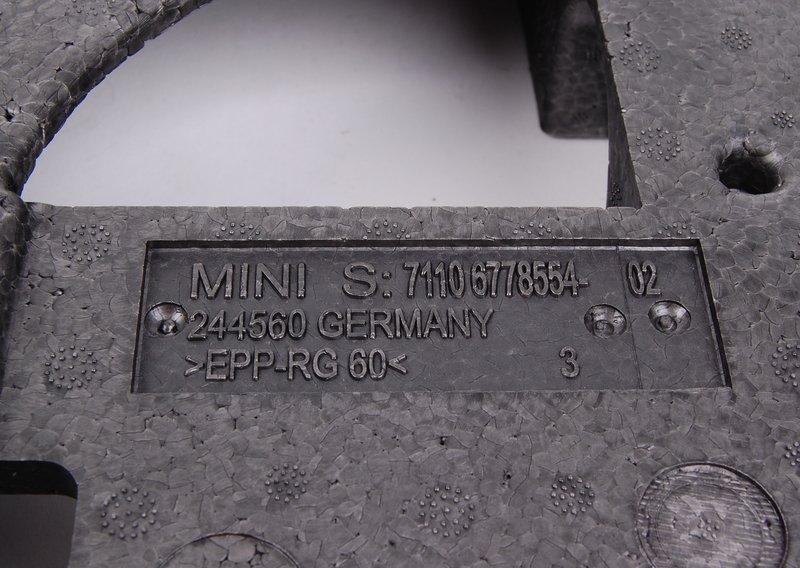 MINI S: 7110 6778554- 02
244560 GERMANY
>EPP-RG 60< 3